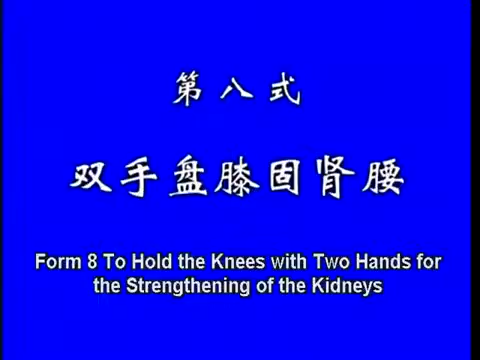 第八式
双手盘膝固肾腰
Form 8 To Hold the Knees with Two Hands for
the Strengthening of the Kidneys